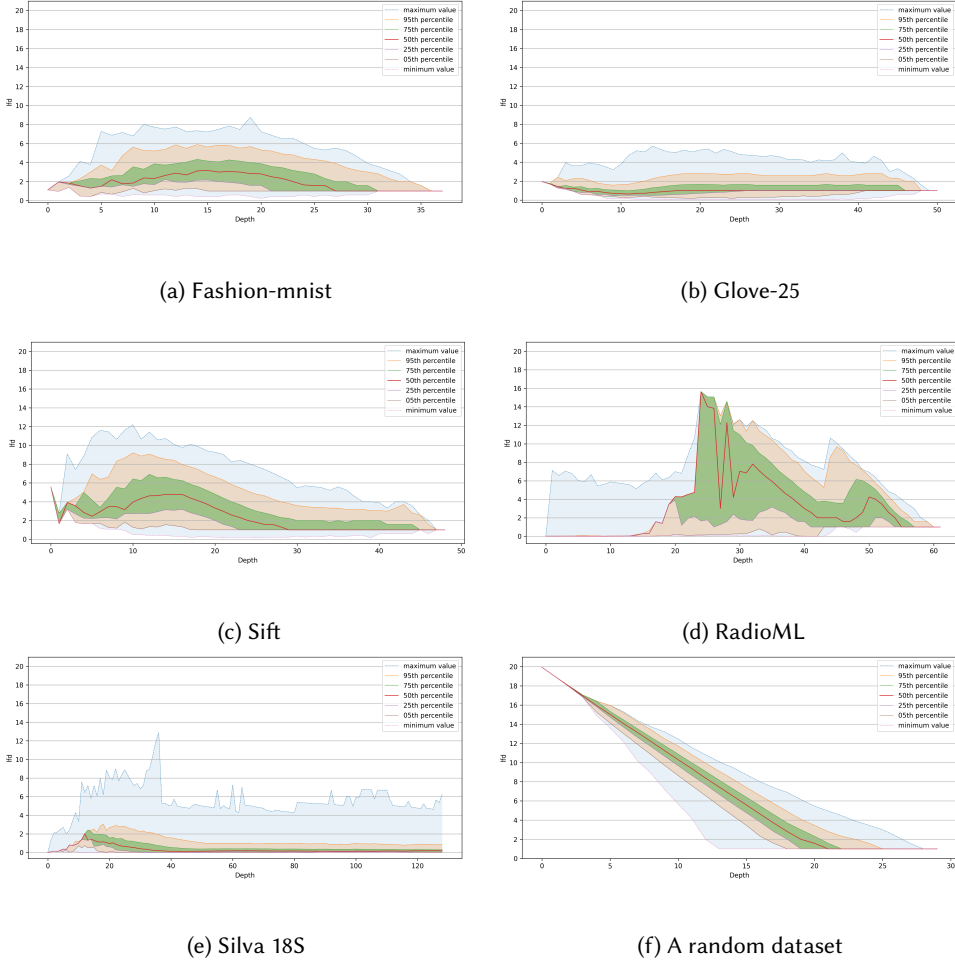 20
18
16
14
12
10
8
6
4
2
0
lfd
0 5 10 15 20 25 30 35
Depth
maximum value
95th percentile
75th percentile
50th percentile
25th percentile
05th percentile
minimum value
(a) Fashion-mnist
20
18
16
14
12
10
8
6
4
2
0
lfd
0 10 20 30 40 50
Depth
maximum value
95th percentile
75th percentile
50th percentile
25th percentile
05th percentile
minimum value
(b) Glove-25
20
18
16
14
12
10
8
6
4
2
0
lfd
0 10 20 30 40 50
Depth
maximum value
95th percentile
75th percentile
50th percentile
25th percentile
05th percentile
minimum value
(c) Sift
20
18
16
14
12
10
8
6
4
2
0
lfd
0 10 20 30 40 50 60
Depth
maximum value
95th percentile
75th percentile
50th percentile
25th percentile
05th percentile
minimum value
(d) RadioML
20
18
16
14
12
10
8
6
4
2
0
lfd
0 20 40 60 80 100 120
Depth
maximum value
95th percentile
75th percentile
50th percentile
25th percentile
05th percentile
minimum value
(e) Silva 18S
20
18
16
14
12
10
8
6
4
2
0
lfd
0 5 10 15 20 25 30
Depth
maximum value
95th percentile
75th percentile
50th percentile
25th percentile
05th percentile
minimum value
(f) A random dataset